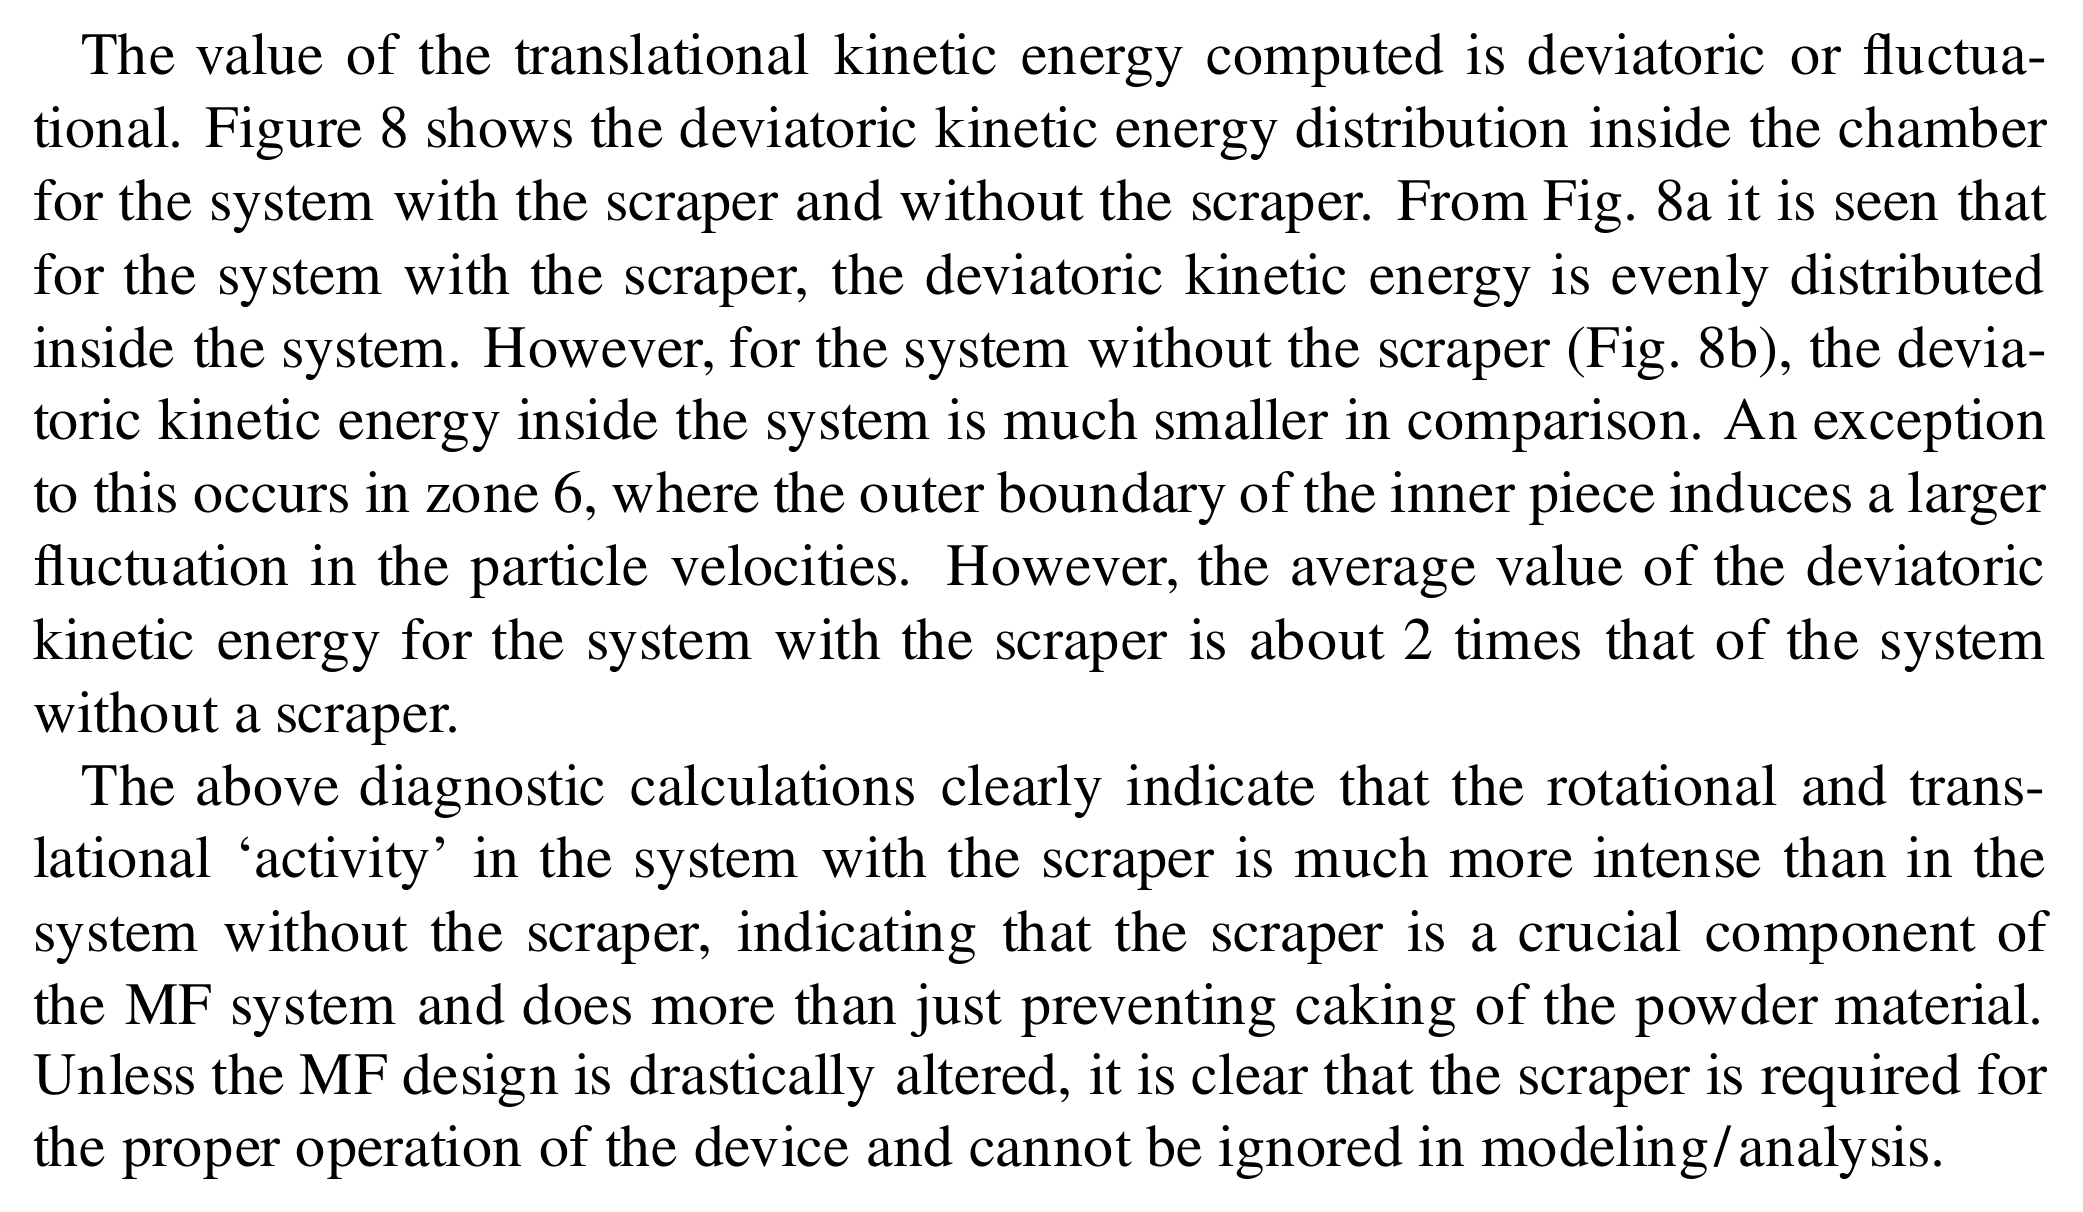 The value of the translational kinetic energy computed is deviatoric or fluctua-
tional. Figure 8 shows the deviatoric kinetic energy distribution inside the chamber
for the system with the scraper and without the scraper. From Fig. 8a it is seen that
for the system with the scraper, the deviatoric kinetic energy is evenly distributed
inside the system. However, for the system without the scraper (Fig. 8b), the devia-
toric kinetic energy inside the system is much smaller in comparison. An exception
to this occurs in zone 6, where the outer boundary of the inner piece induces a larger
fluctuation in the particle velocities. However, the average value of the deviatoric
kinetic energy for the system with the scraper is about 2 times that of the system
without a scraper.
The above diagnostic calculations clearly indicate that the rotational and trans-
lational ‘activity’ in the system with the scraper is much more intense than in the
system without the scraper, indicating that the scraper is a crucial component of
the MF system and does more than just preventing caking of the powder material.
Unless the MF design is drastically altered, it is clear that the scraper is required for
the proper operation of the device and cannot be ignored in modeling/analysis.